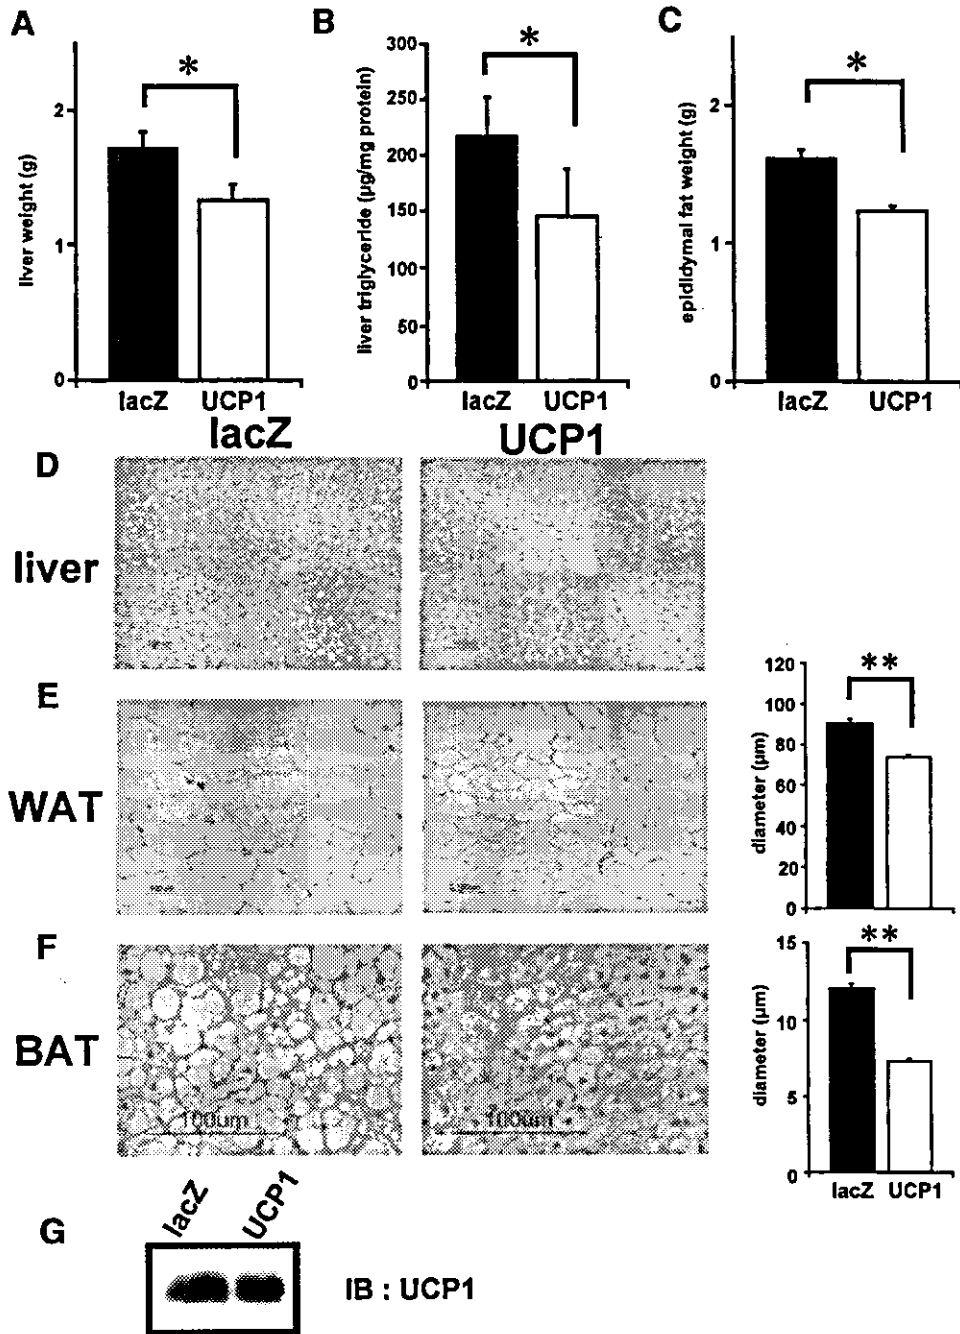 A
B
C
liver weight (g)
2
1
0
*
lacZ UCP1
liver triglyceride (µg/mg protein)
300
250
200
150
100
50
0
*
lacZ UCP1
epididymal fat weight (g)
2
1
0
*
lacZ UCP1
lacZ UCP1
D
liver
E
WAT
diameter (µm)
120
100
80
60
40
20
0
**
F
BAT
100um
100um
diameter (µm)
15
10
5
0
**
lacZ UCP1
G
lacZ UCP1
IB : UCP1